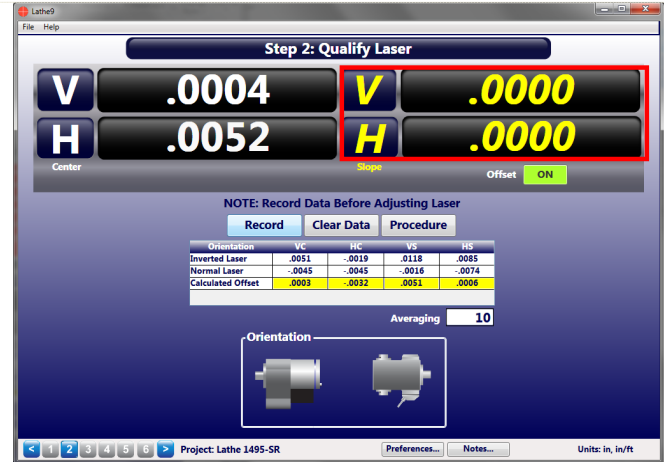 Lathe9
File Help
Step 2: Qualify Laser
V .0004 V .0000
H .0052 H .0000
Center Slope Offset ON
NOTE: Record Data Before Adjusting Laser
Record Clear Data Procedure
Orientation VC HC VS HS
Inverted Laser .0051 -.0019 .0118 .0085
Normal Laser -.0045 -.0045 -.0016 -.0074
Calculated Offset .0003 -.0032 .0051 .0006
Averaging 10
Orientation
< 1 2 3 4 5 6 > Project: Lathe 1495-SR Preferences... Notes... Units: in, in/ft